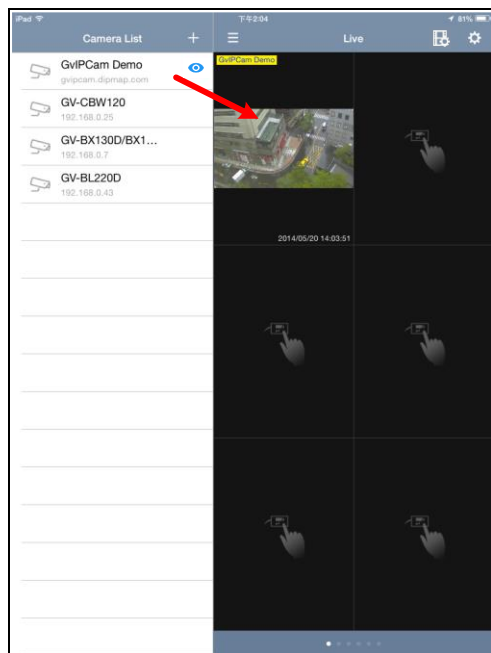 iPad 下午2:04 81%
Camera List + Live
GvIPCam Demo
gvipcam.dipmap.com
GV-CBW120
192.168.0.25
GV-BX130D/BX1...
192.168.0.7
GV-BL220D
192.168.0.43
GvIPCam Demo
2014/05/20 14:03:51